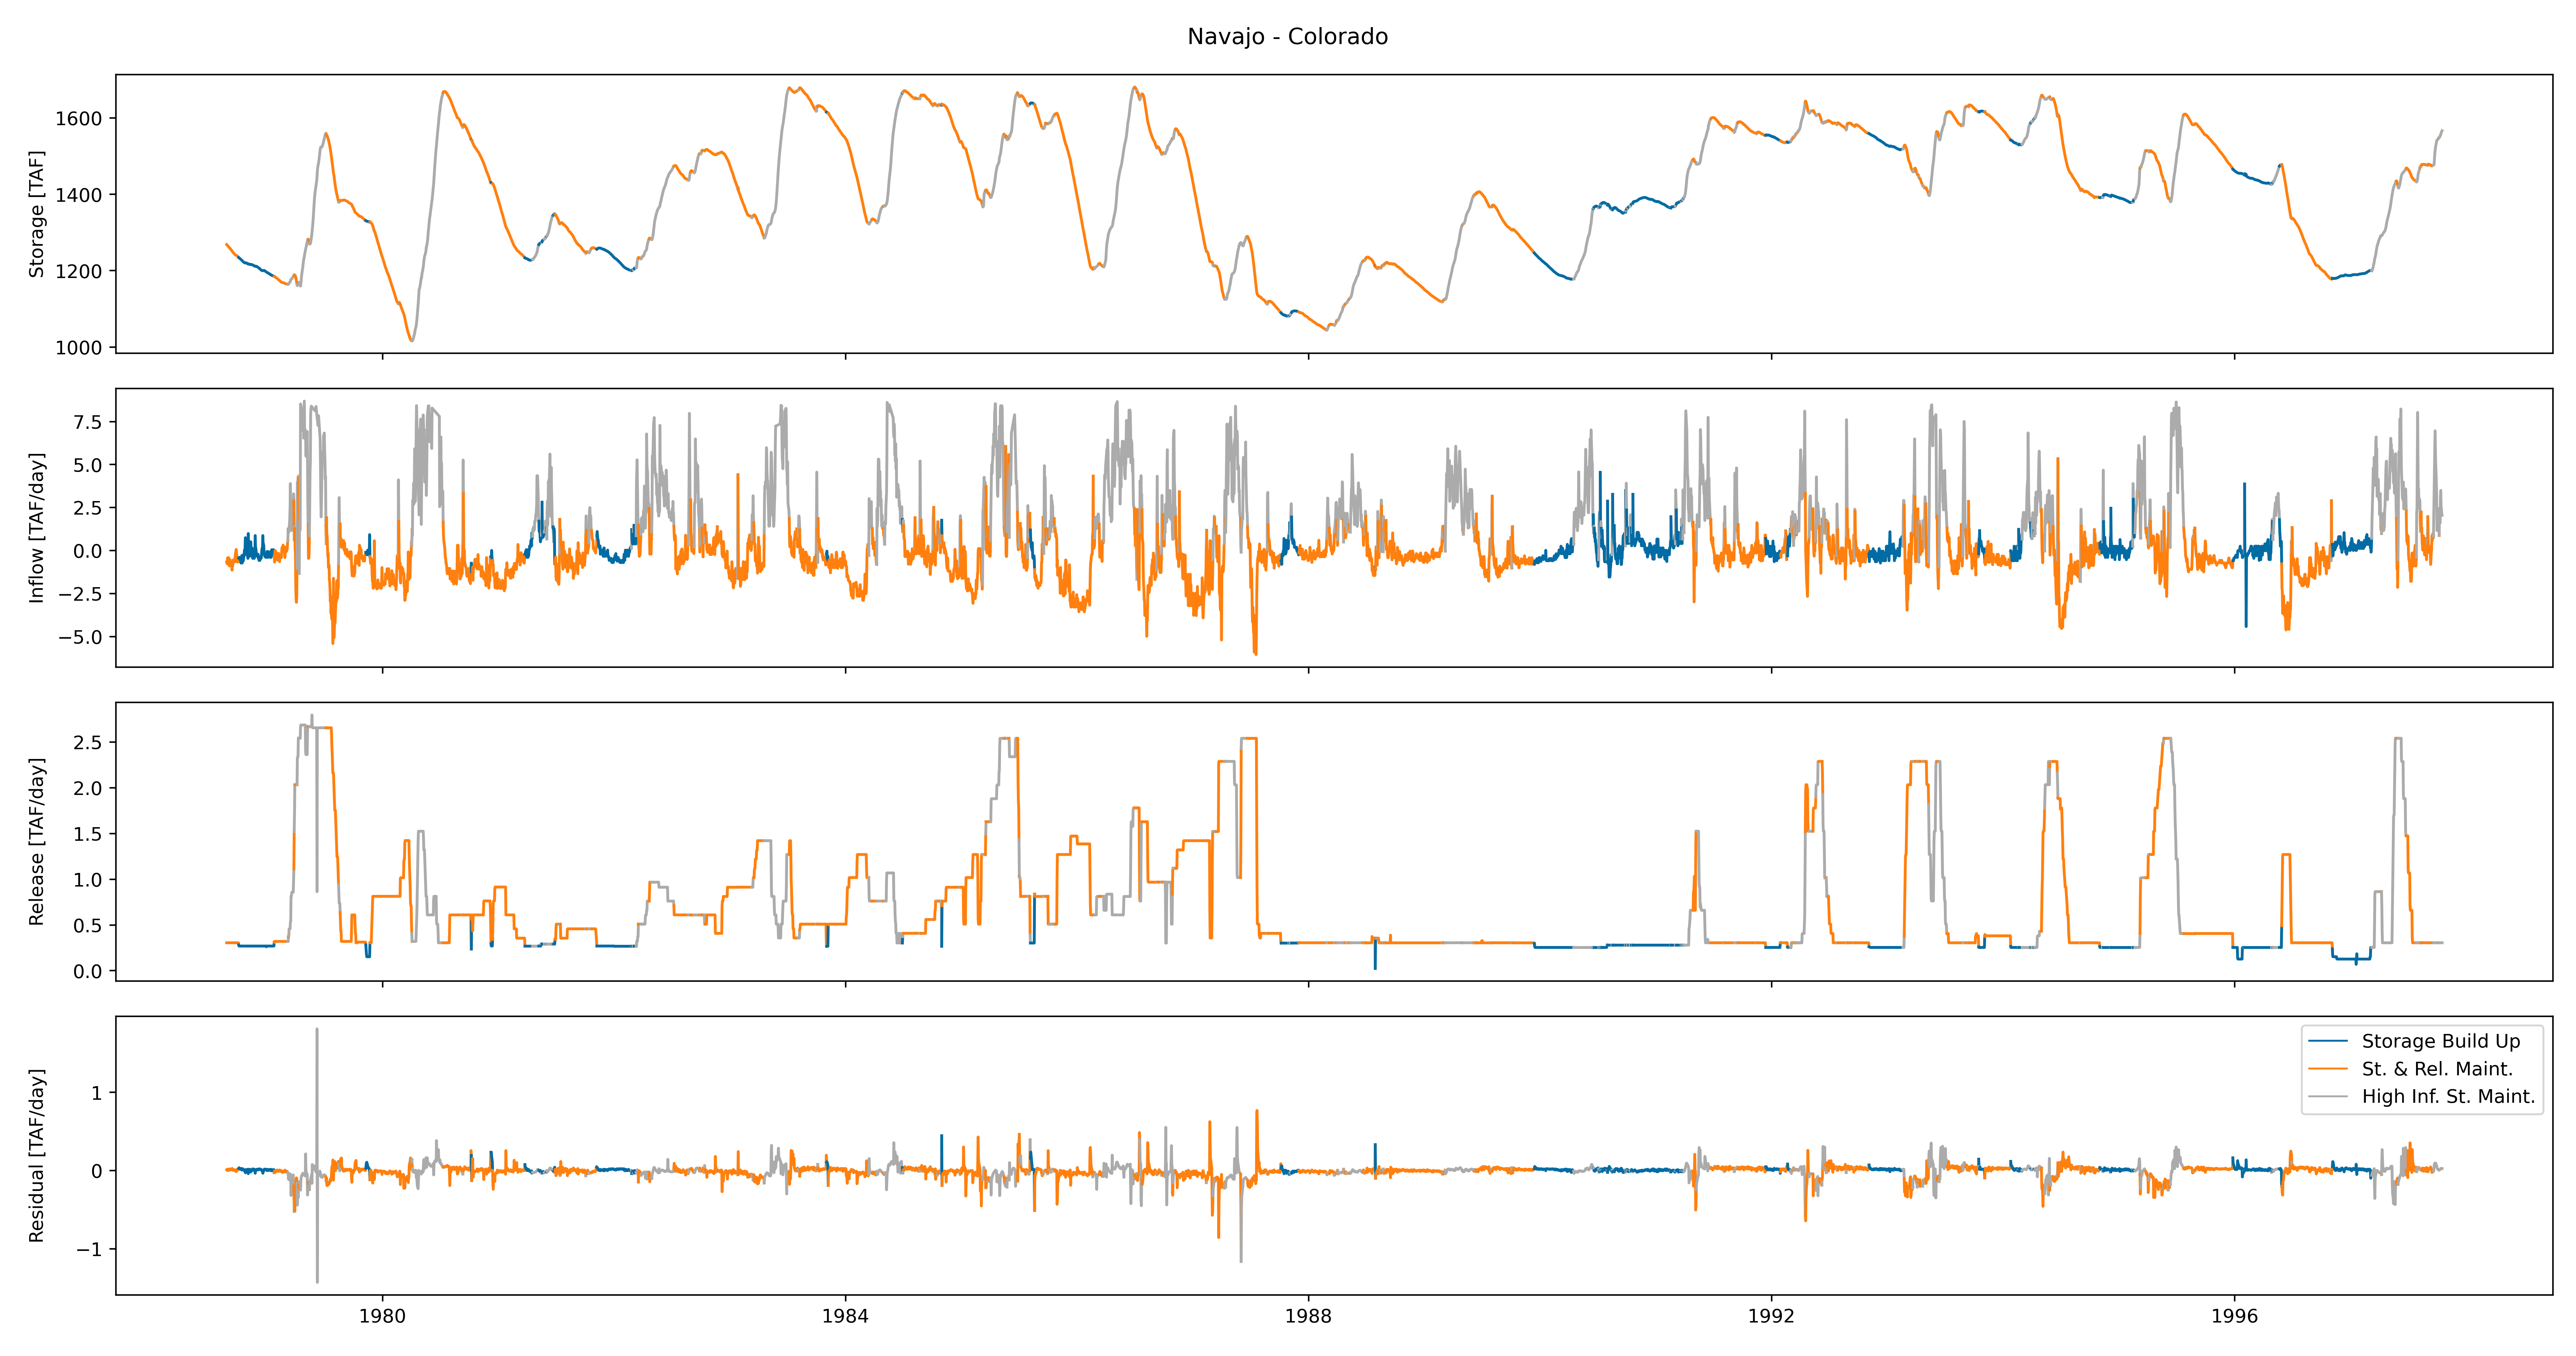 Navajo - Colorado
Storage [TAF]
1600
1400
1200
1000
Inflow [TAF/day]
7.5
5.0
2.5
0.0
−2.5
−5.0
Release [TAF/day]
2.5
2.0
1.5
1.0
0.5
0.0
Residual [TAF/day]
1
0
−1
Storage Build Up
St. & Rel. Maint.
High Inf. St. Maint.
1980 1984 1988 1992 1996